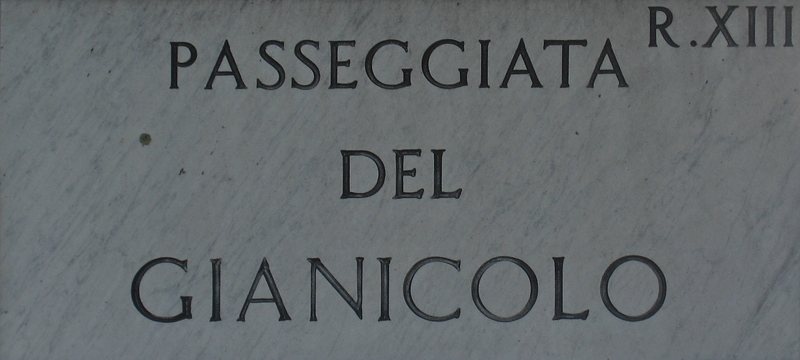 R.XIII
PASSEGGIATA
DEL
GIANICOLO